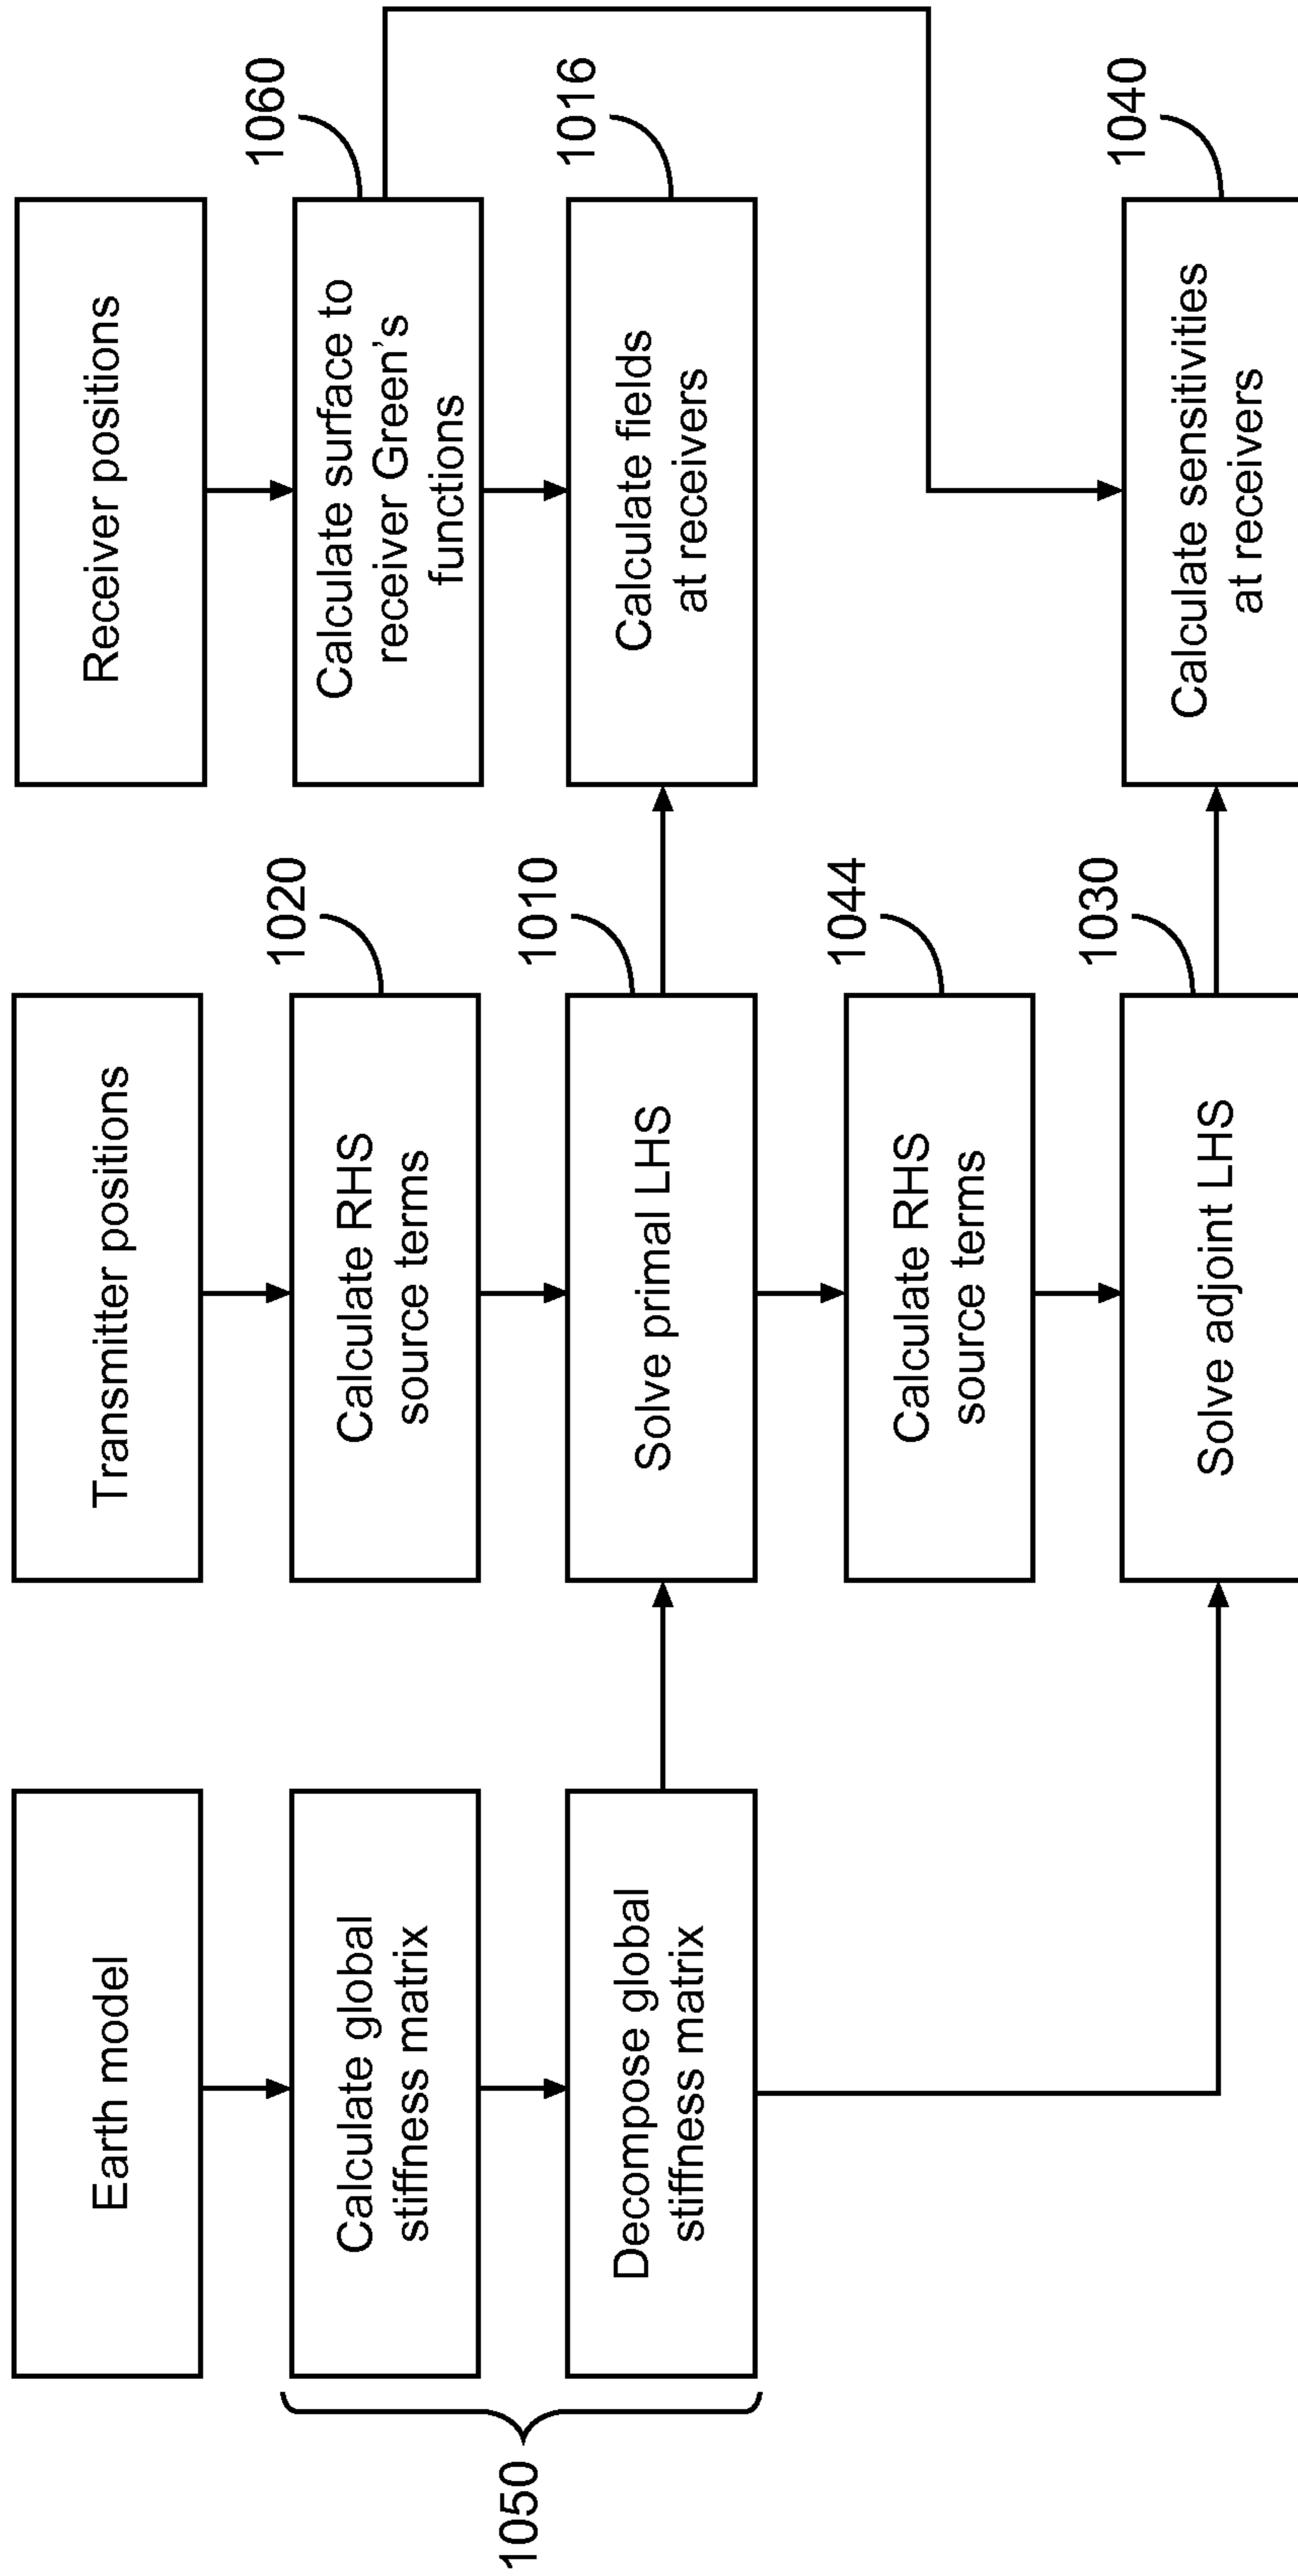 Earth model
Calculate global
stiffness matrix
Decompose global
stiffness matrix
1050
Transmitter positions
Calculate RHS
source terms
1020
Solve primal LHS
1010
Calculate RHS
source terms
1044
Solve adjoint LHS
1030
Receiver positions
Calculate surface to
receiver Green's
functions
1060
Calculate fields
at receivers
1016
Calculate sensitivities
at receivers
1040